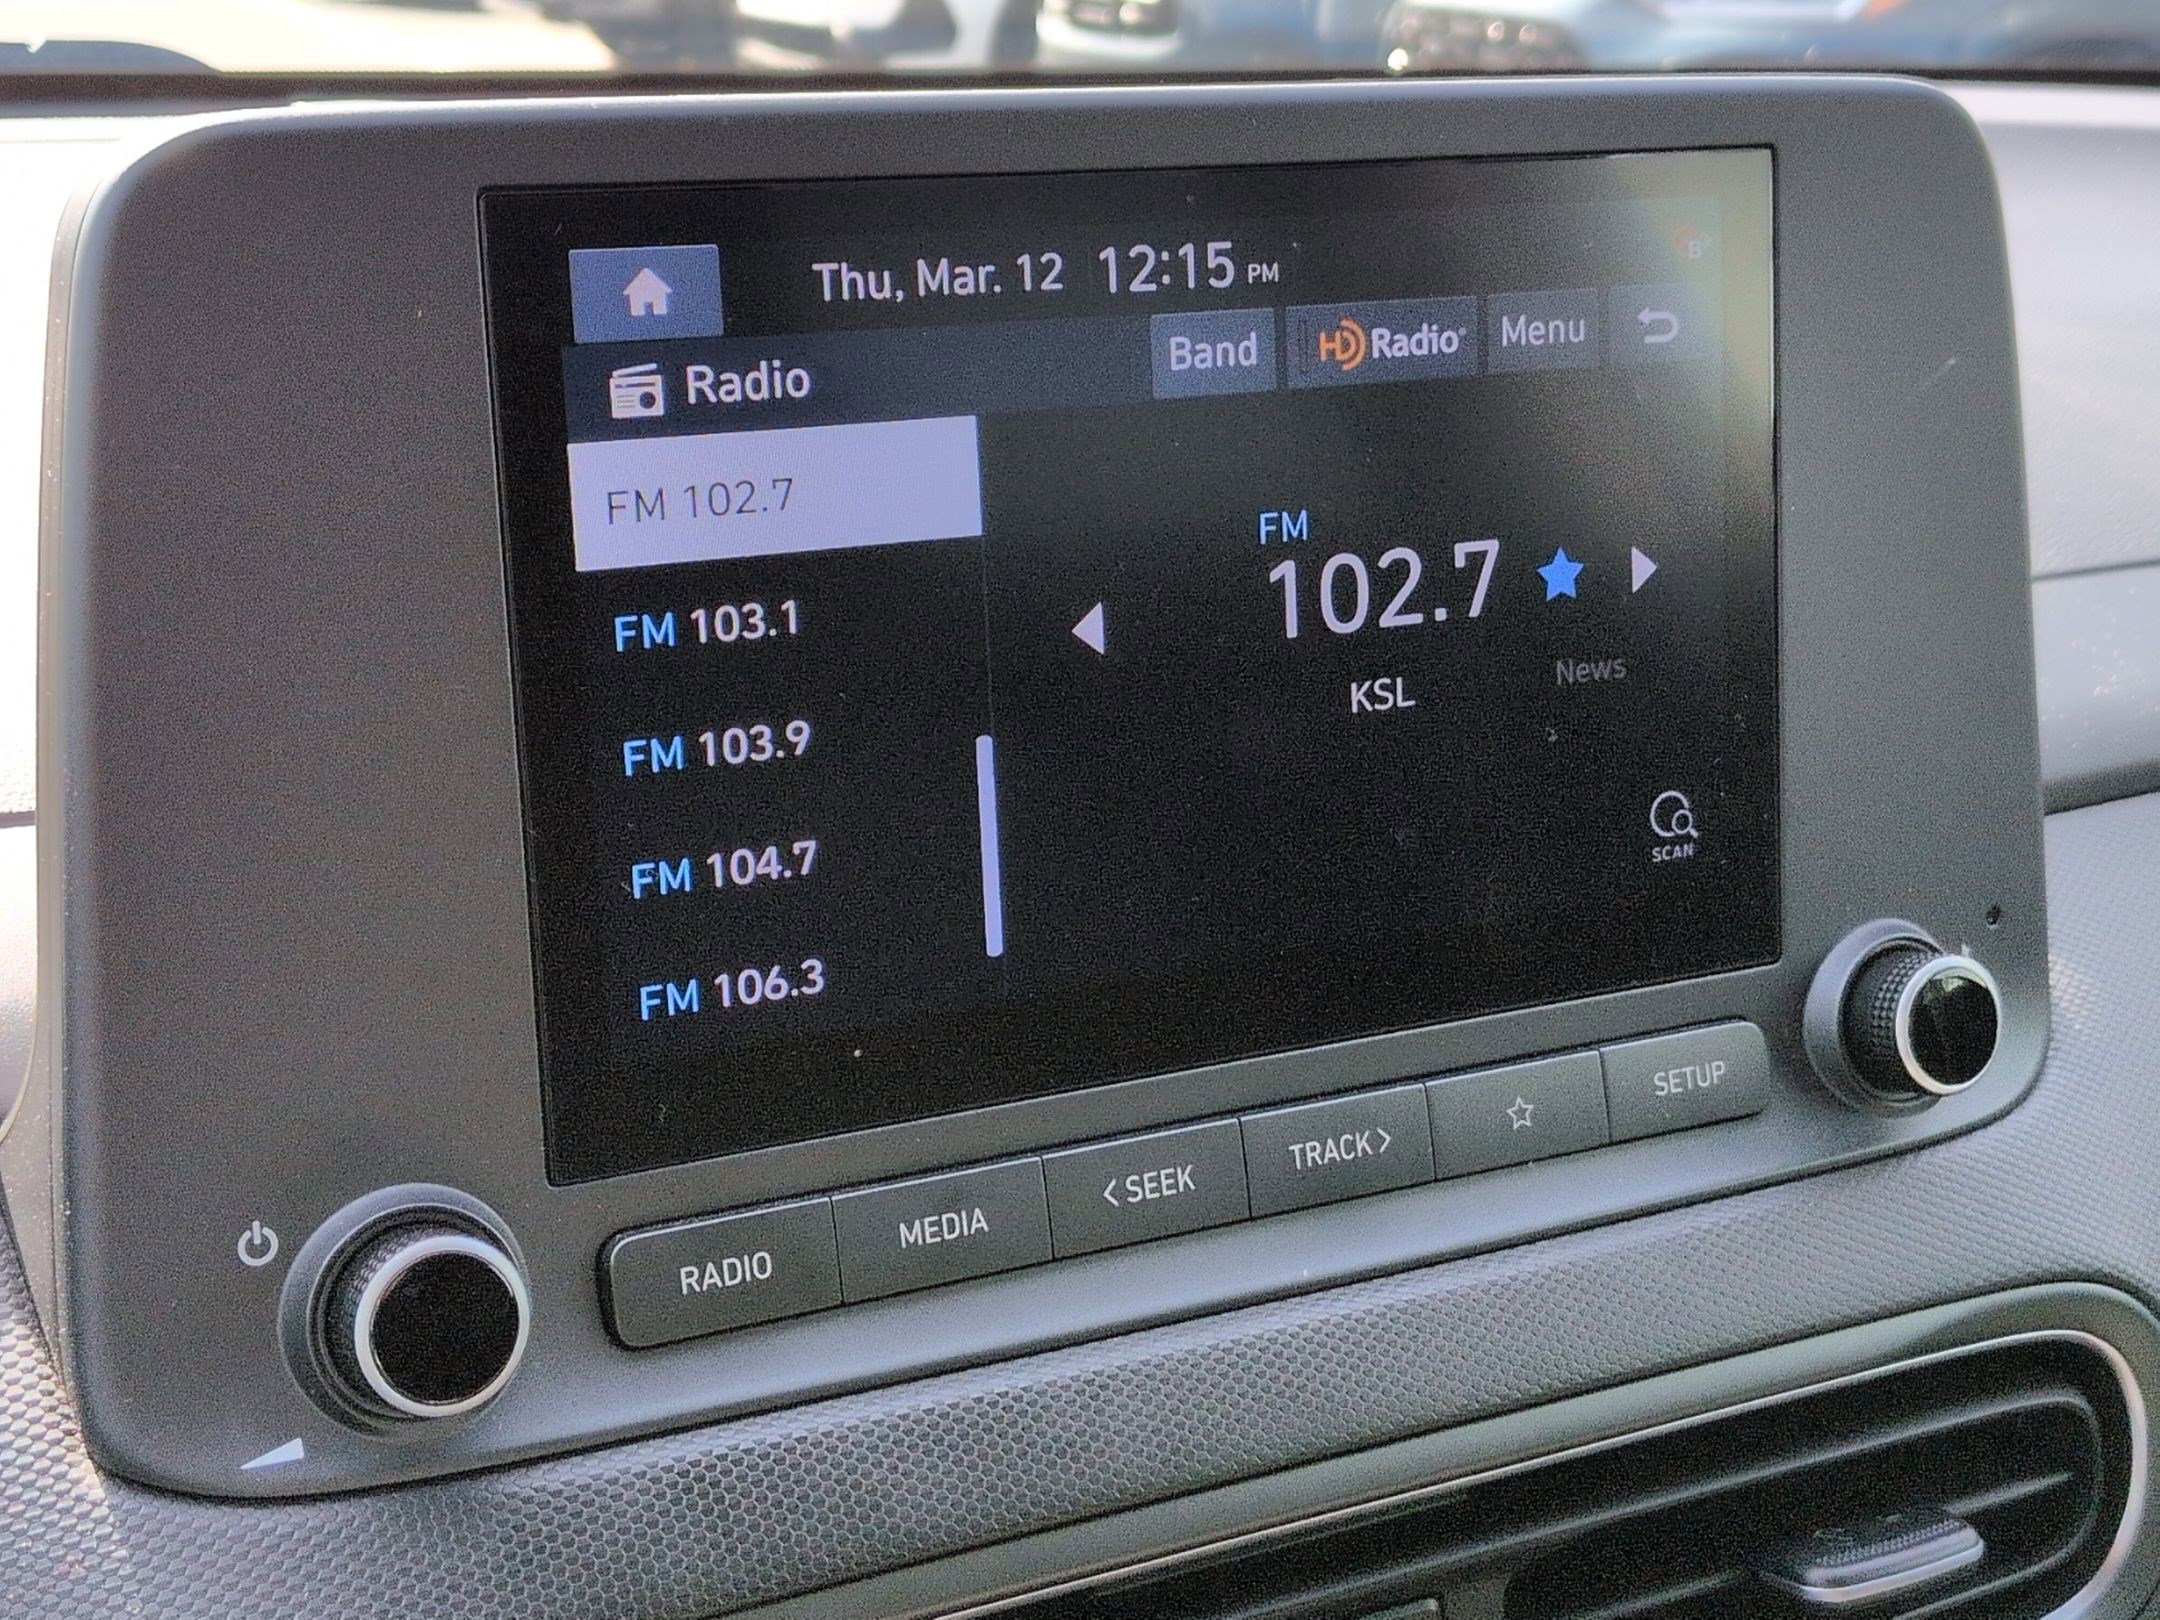 Thu, Mar. 12 12:15 PM
Radio
Band
HD Radio
Menu
FM 102.7
FM 103.1
FM 103.9
FM 104.7
FM 106.3
FM
102.7
KSL
News
SCAN
RADIO
MEDIA
< SEEK
TRACK >
SETUP